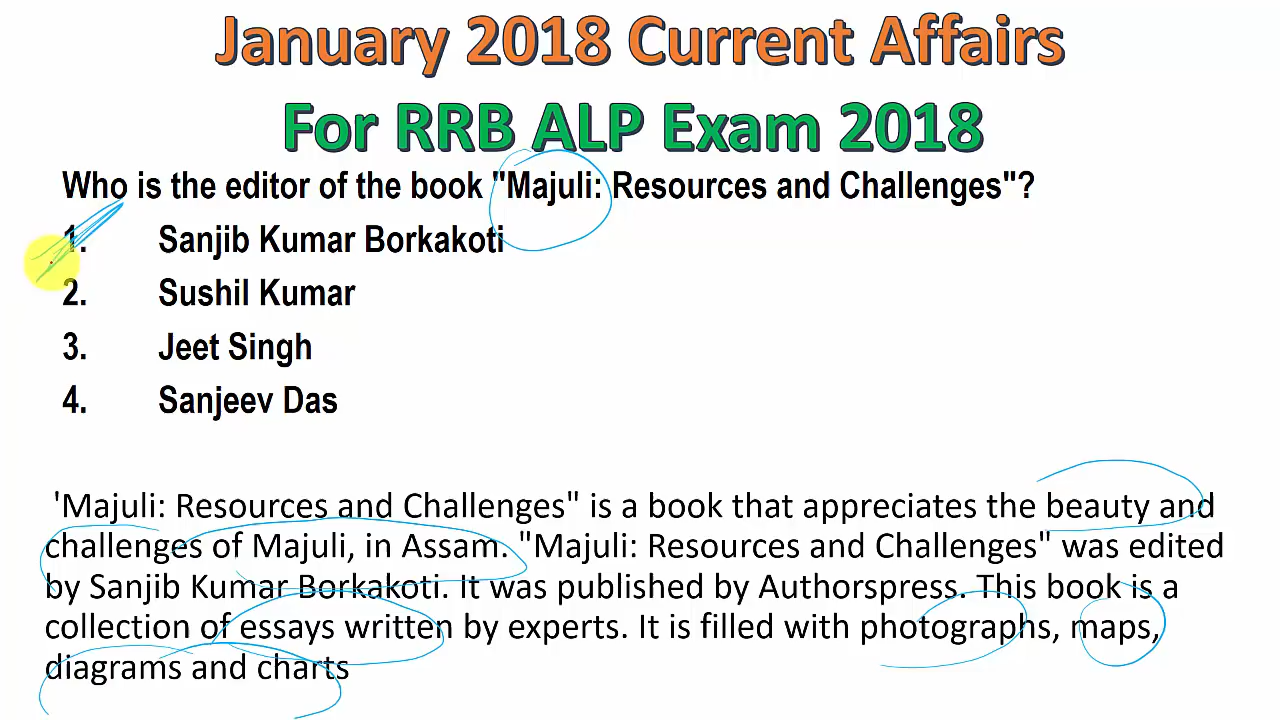 January 2018 Current Affairs
For RRB ALP Exam 2018
Who is the editor of the book "Majuli: Resources and Challenges"?
1. Sanjib Kumar Borkakoti
2. Sushil Kumar
3. Jeet Singh
4. Sanjeev Das
'Majuli: Resources and Challenges" is a book that appreciates the beauty and
challenges of Majuli, in Assam. "Majuli: Resources and Challenges" was edited
by Sanjib Kumar Borkakoti. It was published by Authorspress. This book is a
collection of essays written by experts. It is filled with photographs, maps,
diagrams and charts